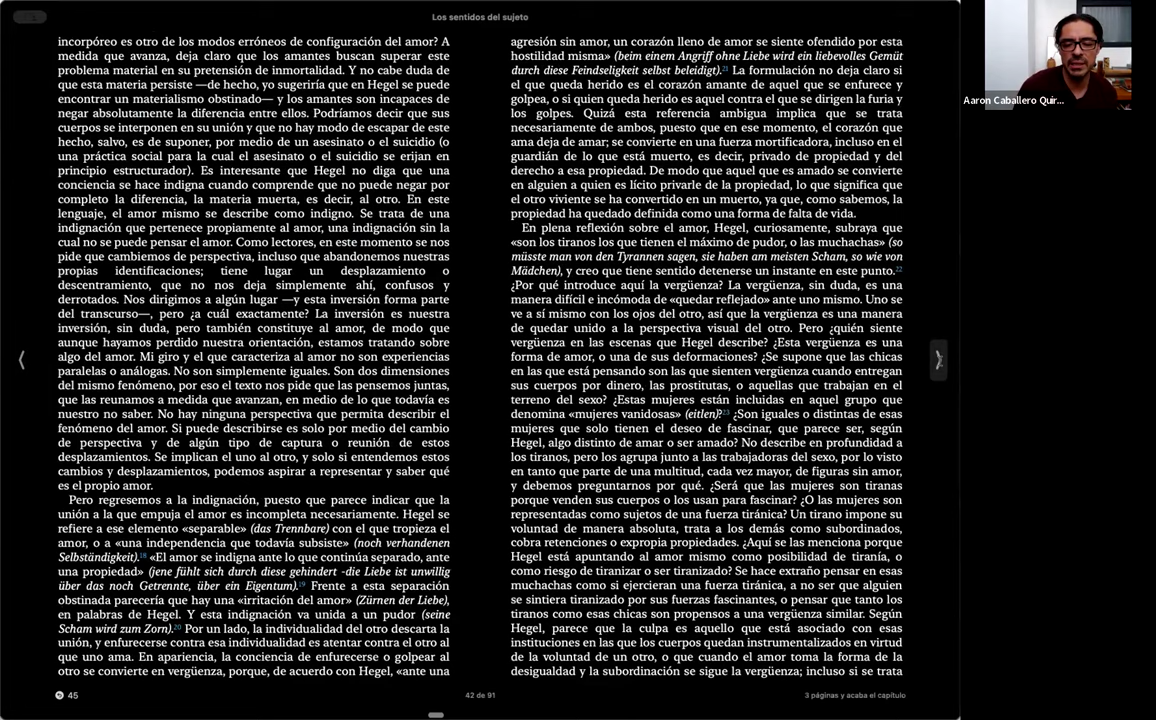 Los sentidos del sujeto
incorpóreo es otro de los modos erróneos de configuración del amor? A
medida que avanza, deja claro que los amantes buscan superar este
problema material en su pretensión de inmortalidad. Y no cabe duda de
que esta materia persiste —de hecho, yo sugeriría que en Hegel se puede
encontrar un materialismo obstinado— y los amantes son incapaces de
negar absolutamente la diferencia entre ellos. Podríamos decir que sus
cuerpos se interponen en su unión y que no hay modo de escapar de este
hecho, salvo, es de suponer, por medio de un asesinato o el suicidio (o
una práctica social para la cual el asesinato o el suicidio se erijan en
principio estructurador). Es interesante que Hegel no diga que una
conciencia se hace indigna cuando comprende que no puede negar por
completo la diferencia, la materia muerta, es decir, al otro. En este
lenguaje, el amor mismo se describe como indigno. Se trata de una
indignación que pertenece propiamente al amor, una indignación sin la
cual no se puede pensar el amor. Como lectores, en este momento se nos
pide que cambiemos de perspectiva, incluso que abandonemos nuestras
propias identificaciones; tiene lugar un desplazamiento o
descentramiento, que no nos deja simplemente ahí, confusos y
derrotados. Nos dirigimos a algún lugar —y esta inversión forma parte
del transcurso—, pero ¿a cuál exactamente? La inversión es nuestra
inversión, sin duda, pero también constituye al amor, de modo que
aunque hayamos perdido nuestra orientación, estamos tratando sobre
algo del amor. Mi giro y el que caracteriza al amor no son experiencias
paralelas o análogas. No son simplemente iguales. Son dos dimensiones
del mismo fenómeno, por eso el texto nos pide que las pensemos juntas,
que las reunamos a medida que avanzan, en medio de lo que todavía es
nuestro no saber. No hay ninguna perspectiva que permita describir el
fenómeno del amor. Si puede describirse es solo por medio del cambio
de perspectiva y de algún tipo de captura o reunión de estos
desplazamientos. Se implican el uno al otro, y solo si entendemos estos
cambios y desplazamientos, podemos aspirar a representar y saber qué
es el propio amor.
Pero regresemos a la indignación, puesto que parece indicar que la
unión a la que empuja el amor es incompleta necesariamente. Hegel se
refiere a ese elemento «separable» (das Trennbare) con el que tropieza el
amor, o a «una independencia que todavía subsiste» (noch verhandenen
Selbständigkeit).18 «El amor se indigna ante lo que continúa separado, ante
una propiedad» (jene fühlt sich durch diese gehindert -die Liebe ist unwillig
über das noch Getrennte, über ein Eigentum).19 Frente a esta separación
obstinada parecería que hay una «irritación del amor» (Zürnen der Liebe),
en palabras de Hegel. Y esta indignación va unida a un pudor (seine
Scham wird zum Zorn).20 Por un lado, la individualidad del otro descarta la
unión, y enfurecerse contra esa individualidad es atentar contra el otro al
que uno ama. En apariencia, la conciencia de enfurecerse o golpear al
otro se convierte en vergüenza, porque, de acuerdo con Hegel, «ante una
agresión sin amor, un corazón lleno de amor se siente ofendido por esta
hostilidad misma» (beim einem Angriff ohne Liebe wird ein liebevolles Gemüt
durch diese Feindseligkeit selbst beleidigt).21 La formulación no deja claro si
el que queda herido es el corazón amante de aquel que se enfurece y
golpea, o si quien queda herido es aquel contra el que se dirigen la furia y
los golpes. Quizá esta referencia ambigua implica que se trata
necesariamente de ambos, puesto que en ese momento, el corazón que
ama deja de amar; se convierte en una fuerza mortificadora, incluso en el
guardián de lo que está muerto, es decir, privado de propiedad y del
derecho a esa propiedad. De modo que aquel que es amado se convierte
en alguien a quien es lícito privarle de la propiedad, lo que significa que
el otro viviente se ha convertido en un muerto, ya que, como sabemos, la
propiedad ha quedado definida como una forma de falta de vida.
En plena reflexión sobre el amor, Hegel, curiosamente, subraya que
«son los tiranos los que tienen el máximo de pudor, o las muchachas» (so
müsste man von den Tyrannen sagen, sie haben am meisten Scham, so wie von
Mädchen), y creo que tiene sentido detenerse un instante en este punto.22
¿Por qué introduce aquí la vergüenza? La vergüenza, sin duda, es una
manera difícil e incómoda de «quedar reflejado» ante uno mismo. Uno se
ve a sí mismo con los ojos del otro, así que la vergüenza es una manera
de quedar unido a la perspectiva visual del otro. Pero ¿quién siente
vergüenza en las escenas que Hegel describe? ¿Esta vergüenza es una
forma de amor, o una de sus deformaciones? ¿Se supone que las chicas
en las que está pensando son las que sienten vergüenza cuando entregan
sus cuerpos por dinero, las prostitutas, o aquellas que trabajan en el
terreno del sexo? ¿Estas mujeres están incluidas en aquel grupo que
denomina «mujeres vanidosas» (eitlen)?23 ¿Son iguales o distintas de esas
mujeres que solo tienen el deseo de fascinar, que parece ser, según
Hegel, algo distinto de amar o ser amado? No describe en profundidad a
los tiranos, pero los agrupa junto a las trabajadoras del sexo, por lo visto
en tanto que parte de una multitud, cada vez mayor, de figuras sin amor,
y debemos preguntarnos por qué. ¿Será que las mujeres son tiranas
porque venden sus cuerpos o los usan para fascinar? ¿O las mujeres son
representadas como sujetos de una fuerza tiránica? Un tirano impone su
voluntad de manera absoluta, trata a los demás como subordinados,
cobra retenciones o expropia propiedades. ¿Aquí se las menciona porque
Hegel está apuntando al amor mismo como posibilidad de tiranía, o
como riesgo de tiranizar o ser tiranizado? Se hace extraño pensar en esas
muchachas como si ejercieran una fuerza tiránica, a no ser que alguien
se sintiera tiranizado por sus fuerzas fascinantes, o pensar que tanto los
tiranos como esas chicas son propensos a una vergüenza similar. Según
Hegel, parece que la culpa es aquello que está asociado con esas
instituciones en las que los cuerpos quedan instrumentalizados en virtud
de la voluntad de un otro, o que cuando el amor toma la forma de la
desigualdad y la subordinación se sigue la vergüenza; incluso si se trata
45
42 de 91
3 páginas y acaba el capítulo
Aaron Caballero Quir...